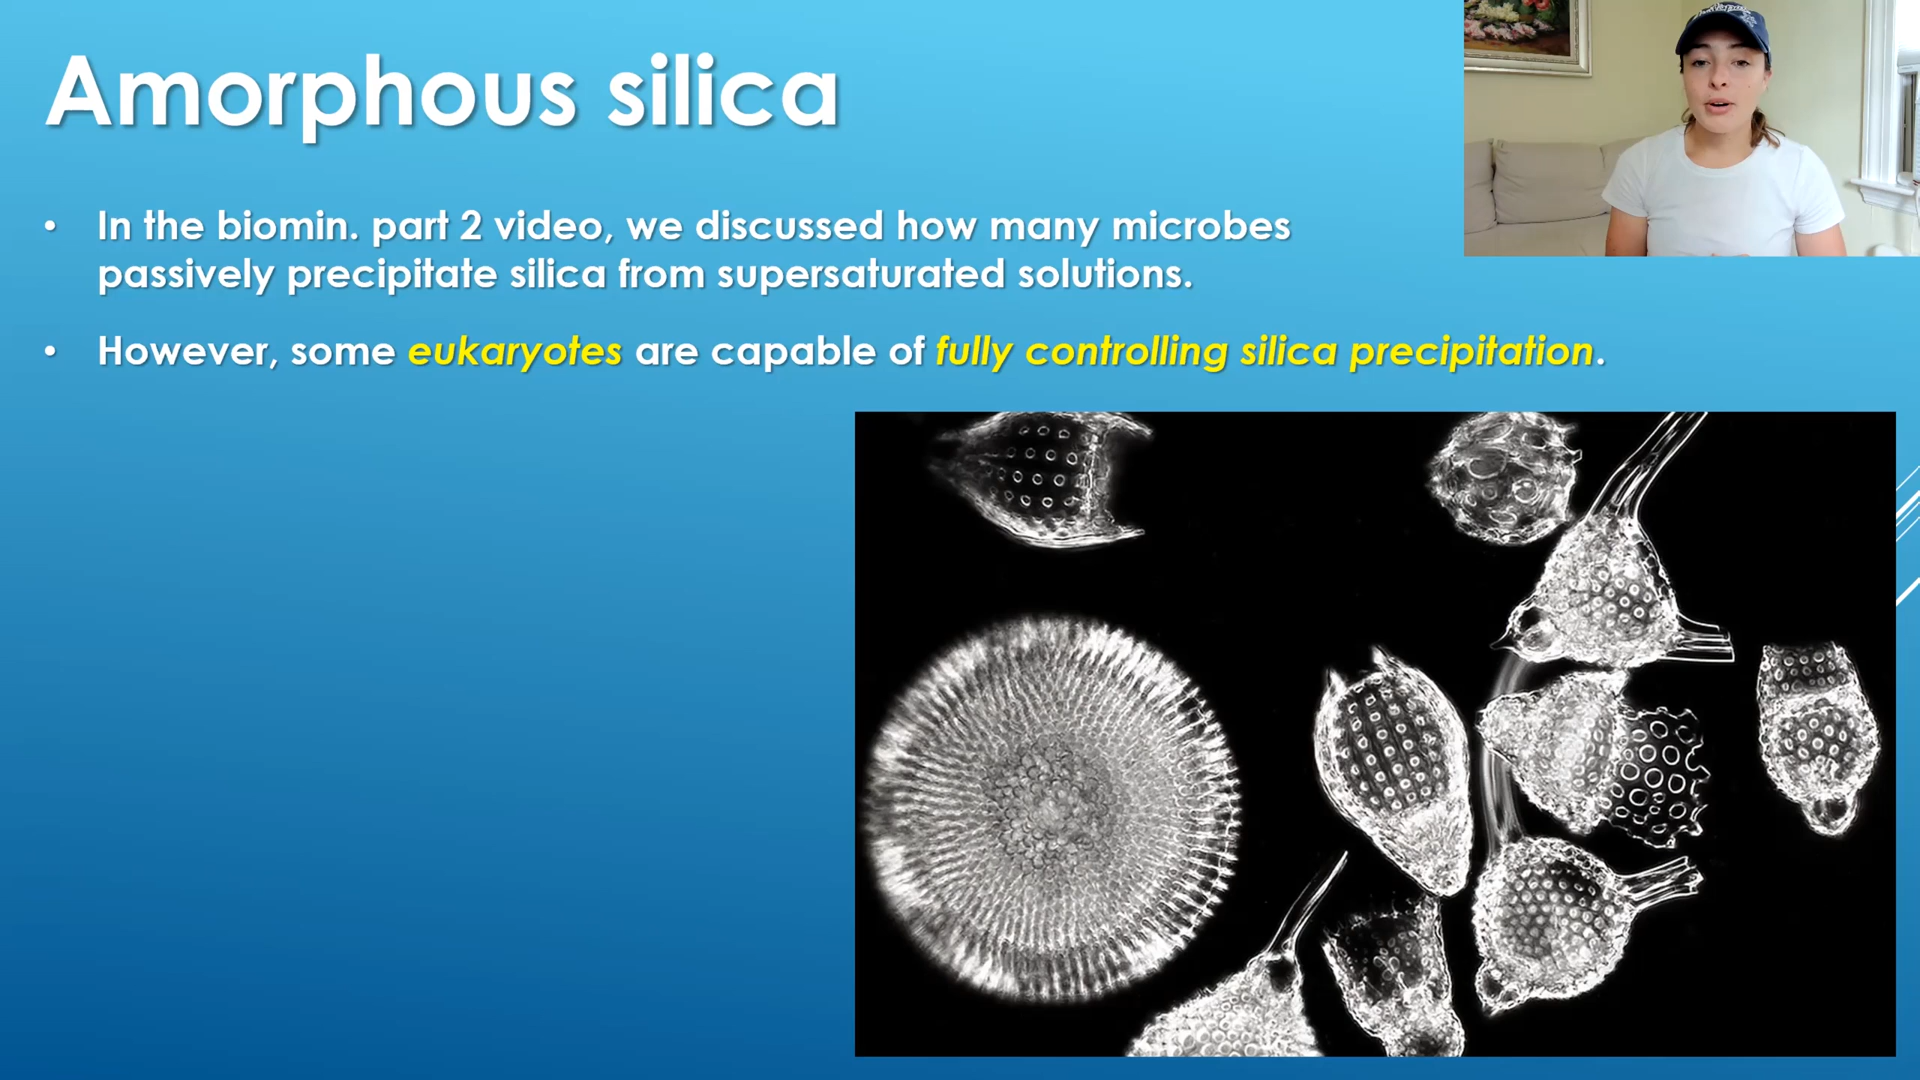 Amorphous silica
• In the biomin. part 2 video, we discussed how many microbes
passively precipitate silica from supersaturated solutions.
• However, some eukaryotes are capable of fully controlling silica precipitation.